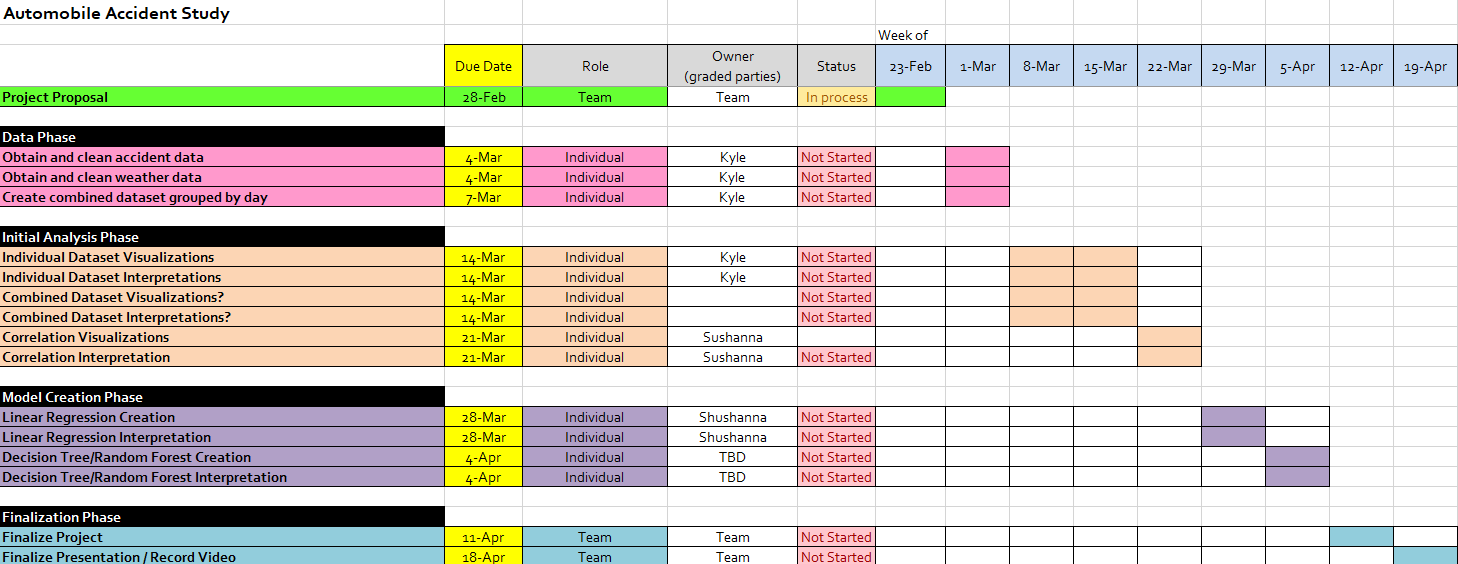 Automobile Accident Study
Week of
Due Date Role Owner (graded parties) Status 23-Feb 1-Mar 8-Mar 15-Mar 22-Mar 29-Mar 5-Apr 12-Apr 19-Apr
Project Proposal 28-Feb Team Team In process
Data Phase
Obtain and clean accident data 4-Mar Individual Kyle Not Started
Obtain and clean weather data 4-Mar Individual Kyle Not Started
Create combined dataset grouped by day 7-Mar Individual Kyle Not Started
Initial Analysis Phase
Individual Dataset Visualizations 14-Mar Individual Kyle Not Started
Individual Dataset Interpretations 14-Mar Individual Kyle Not Started
Combined Dataset Visualizations? 14-Mar Individual Not Started
Combined Dataset Interpretations? 14-Mar Individual Not Started
Correlation Visualizations 21-Mar Individual Sushanna
Correlation Interpretation 21-Mar Individual Sushanna Not Started
Model Creation Phase
Linear Regression Creation 28-Mar Individual Shushanna Not Started
Linear Regression Interpretation 28-Mar Individual Shushanna Not Started
Decision Tree/Random Forest Creation 4-Apr Individual TBD Not Started
Decision Tree/Random Forest Interpretation 4-Apr Individual TBD Not Started
Finalization Phase
Finalize Project 11-Apr Team Team Not Started
Finalize Presentation / Record Video 18-Apr Team Team Not Started